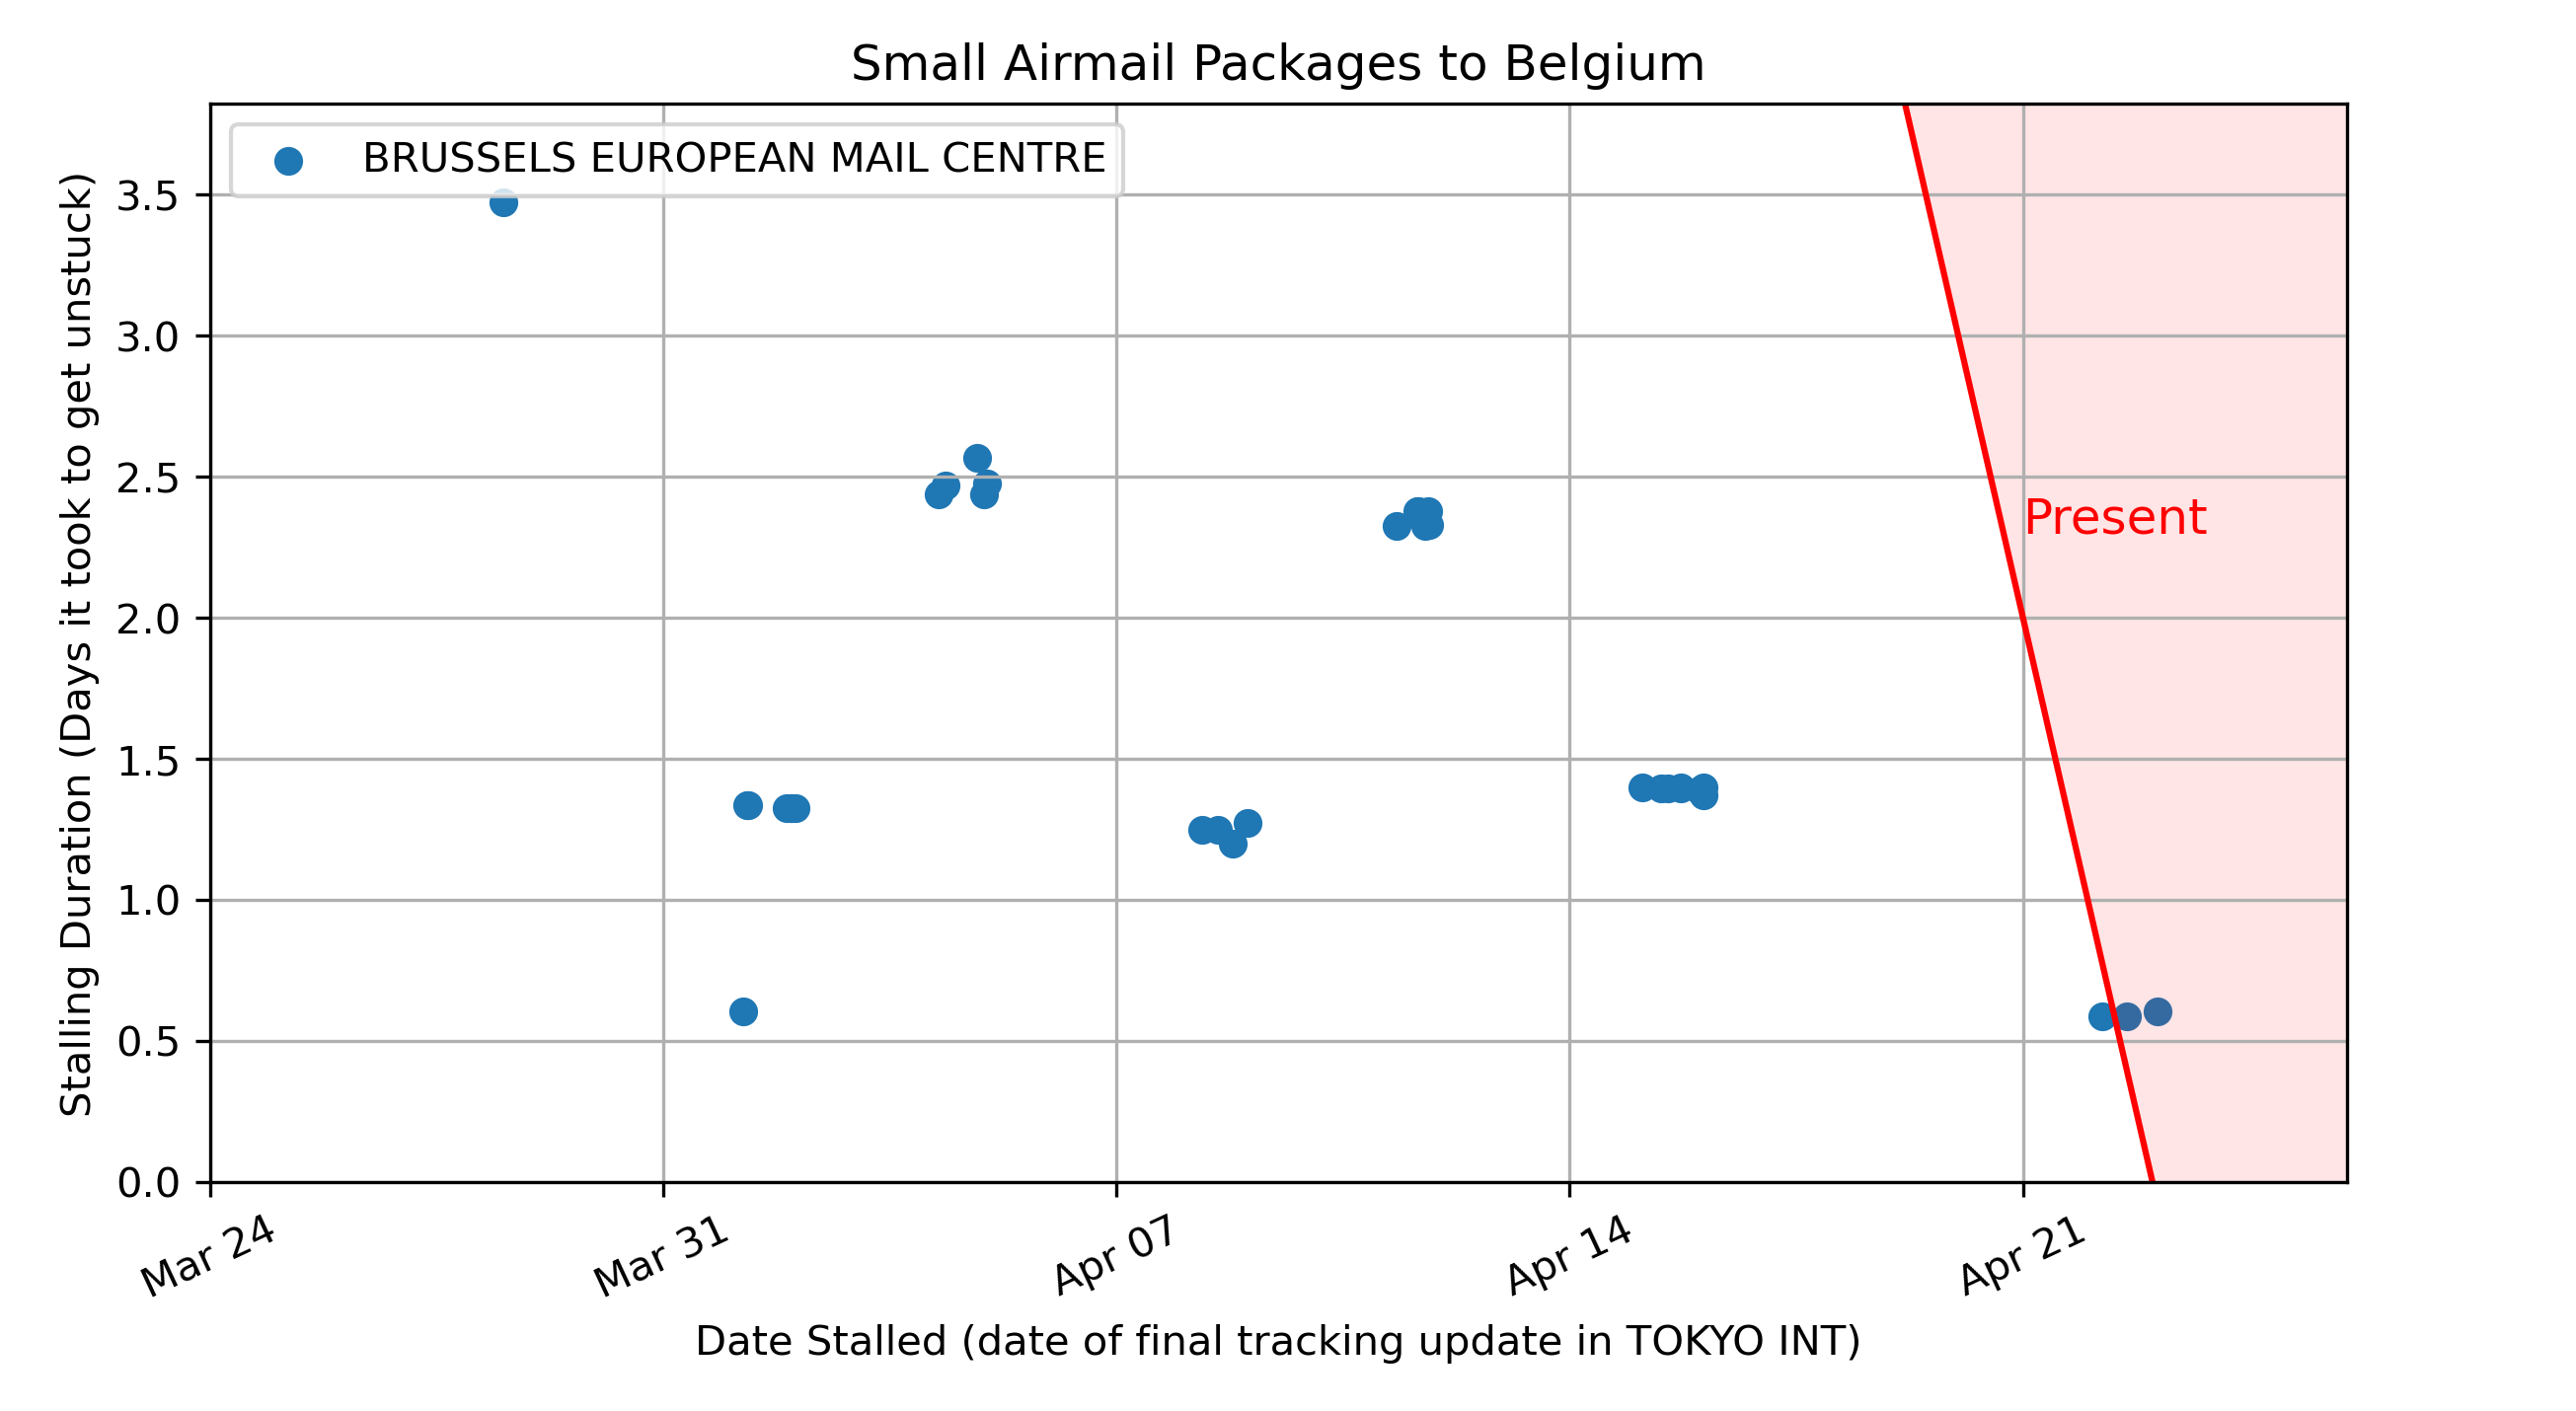 Small Airmail Packages to Belgium
BRUSSELS EUROPEAN MAIL CENTRE
Stalling Duration (Days it took to get unstuck)
3.5
3.0
2.5
2.0
1.5
1.0
0.5
0.0
Present
Mar 24
Mar 31
Apr 07
Apr 14
Apr 21
Date Stalled (date of final tracking update in TOKYO INT)